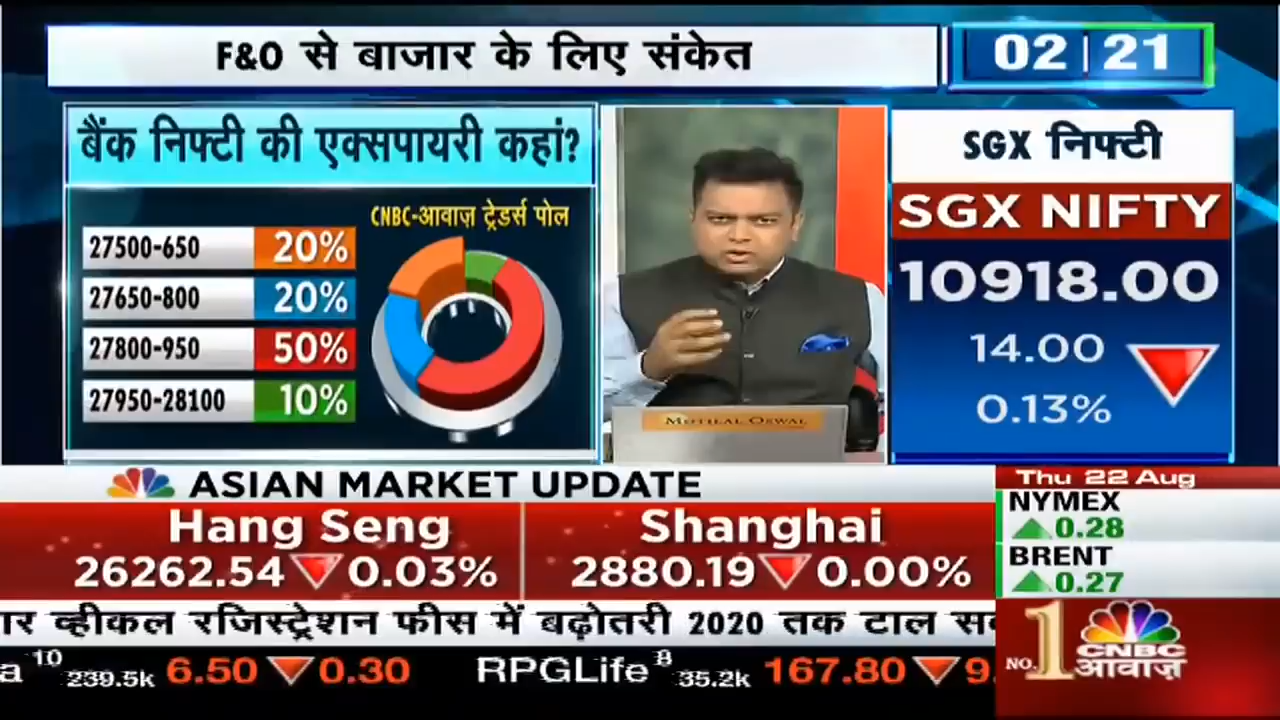 F&O से बाजार के लिए संकेत
02 21
बैंक निफ्टी की एक्सपायरी कहां?
CNBC-आवाज़ ट्रेडर्स पोल
27500-650 20%
27650-800 20%
27800-950 50%
27950-28100 10%
MOTILAL OSWAL
SGX निफ्टी
SGX NIFTY
10918.00
14.00
0.13%
ASIAN MARKET UPDATE
Hang Seng
26262.54 0.03%
Shanghai
2880.19 0.00%
Thu 22 Aug
NYMEX
0.28
BRENT
0.27
ार व्हीकल रजिस्ट्रेशन फीस में बढ़ोतरी 2020 तक टाल सक
a 10 239.5k 6.50 0.30 RPGLife 8 35.2k 167.80 9.
NO. 1 CNBC
आवाज़